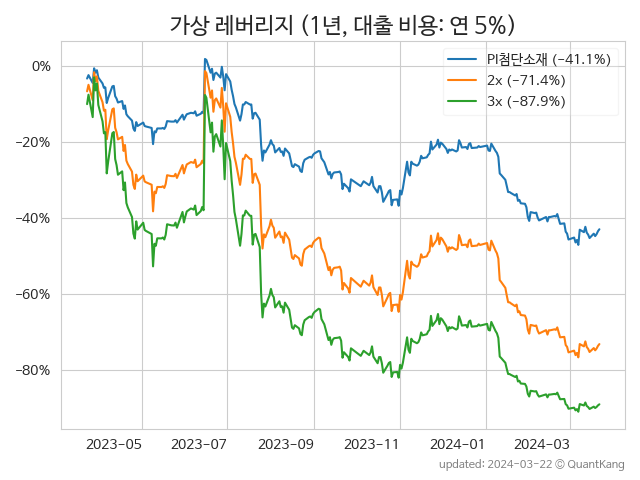 가상 레버리지 (1년, 대출 비용: 연 5%)
PI첨단소재 (−41.1%)
2x (−71.4%)
3x (−87.9%)
0%
−20%
−40%
−60%
−80%
2023-05 2023-07 2023-09 2023-11 2024-01 2024-03
updated: 2024-03-22 © QuantKang